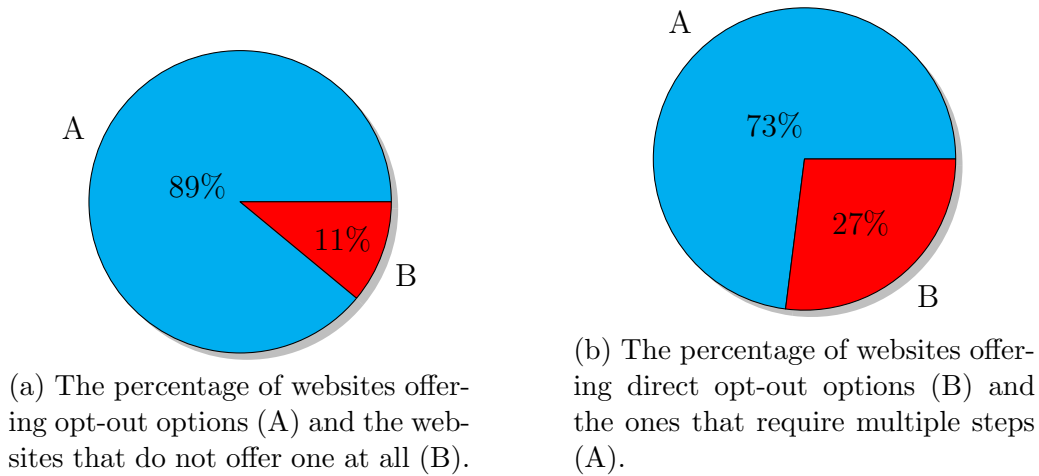 A
89%
11%
B
(a) The percentage of websites offer-
ing opt-out options (A) and the web-
sites that do not offer one at all (B).
A
73%
27%
B
(b) The percentage of websites offer-
ing direct opt-out options (B) and
the ones that require multiple steps
(A).